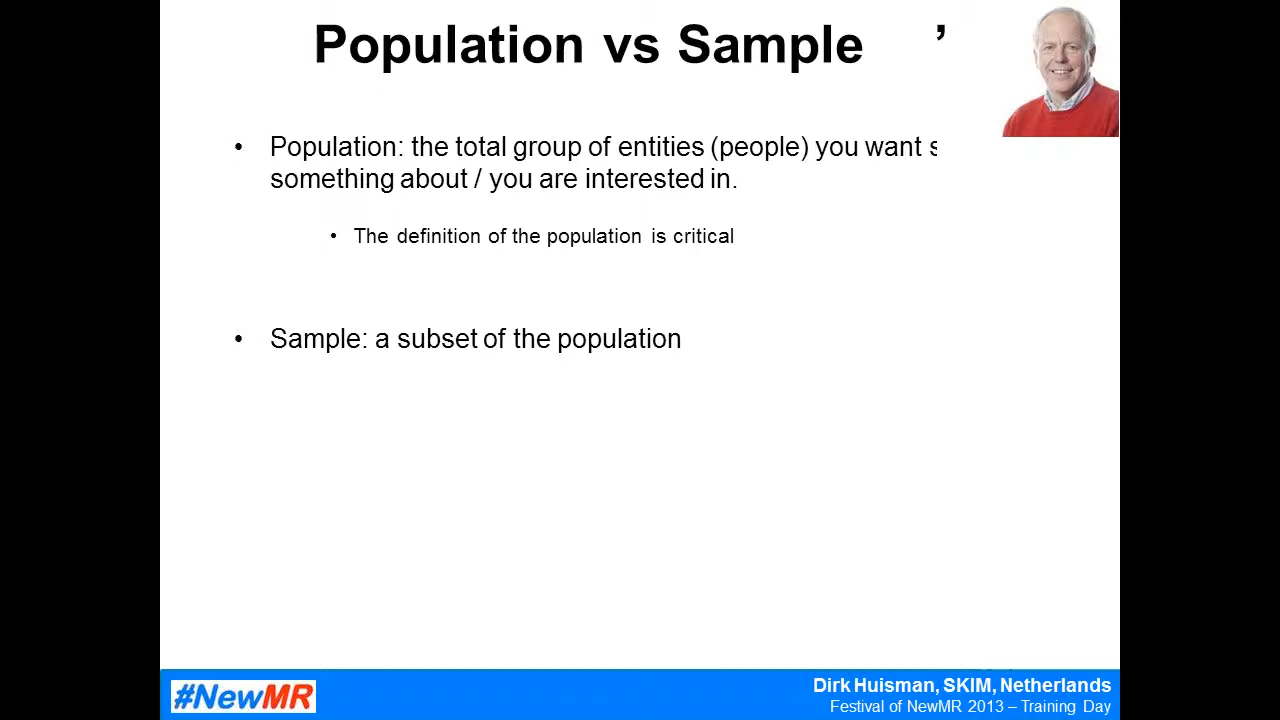 Population vs Sample ’
• Population: the total group of entities (people) you want s
something about / you are interested in.
• The definition of the population is critical
• Sample: a subset of the population
#NewMR
Dirk Huisman, SKIM, Netherlands
Festival of NewMR 2013 – Training Day